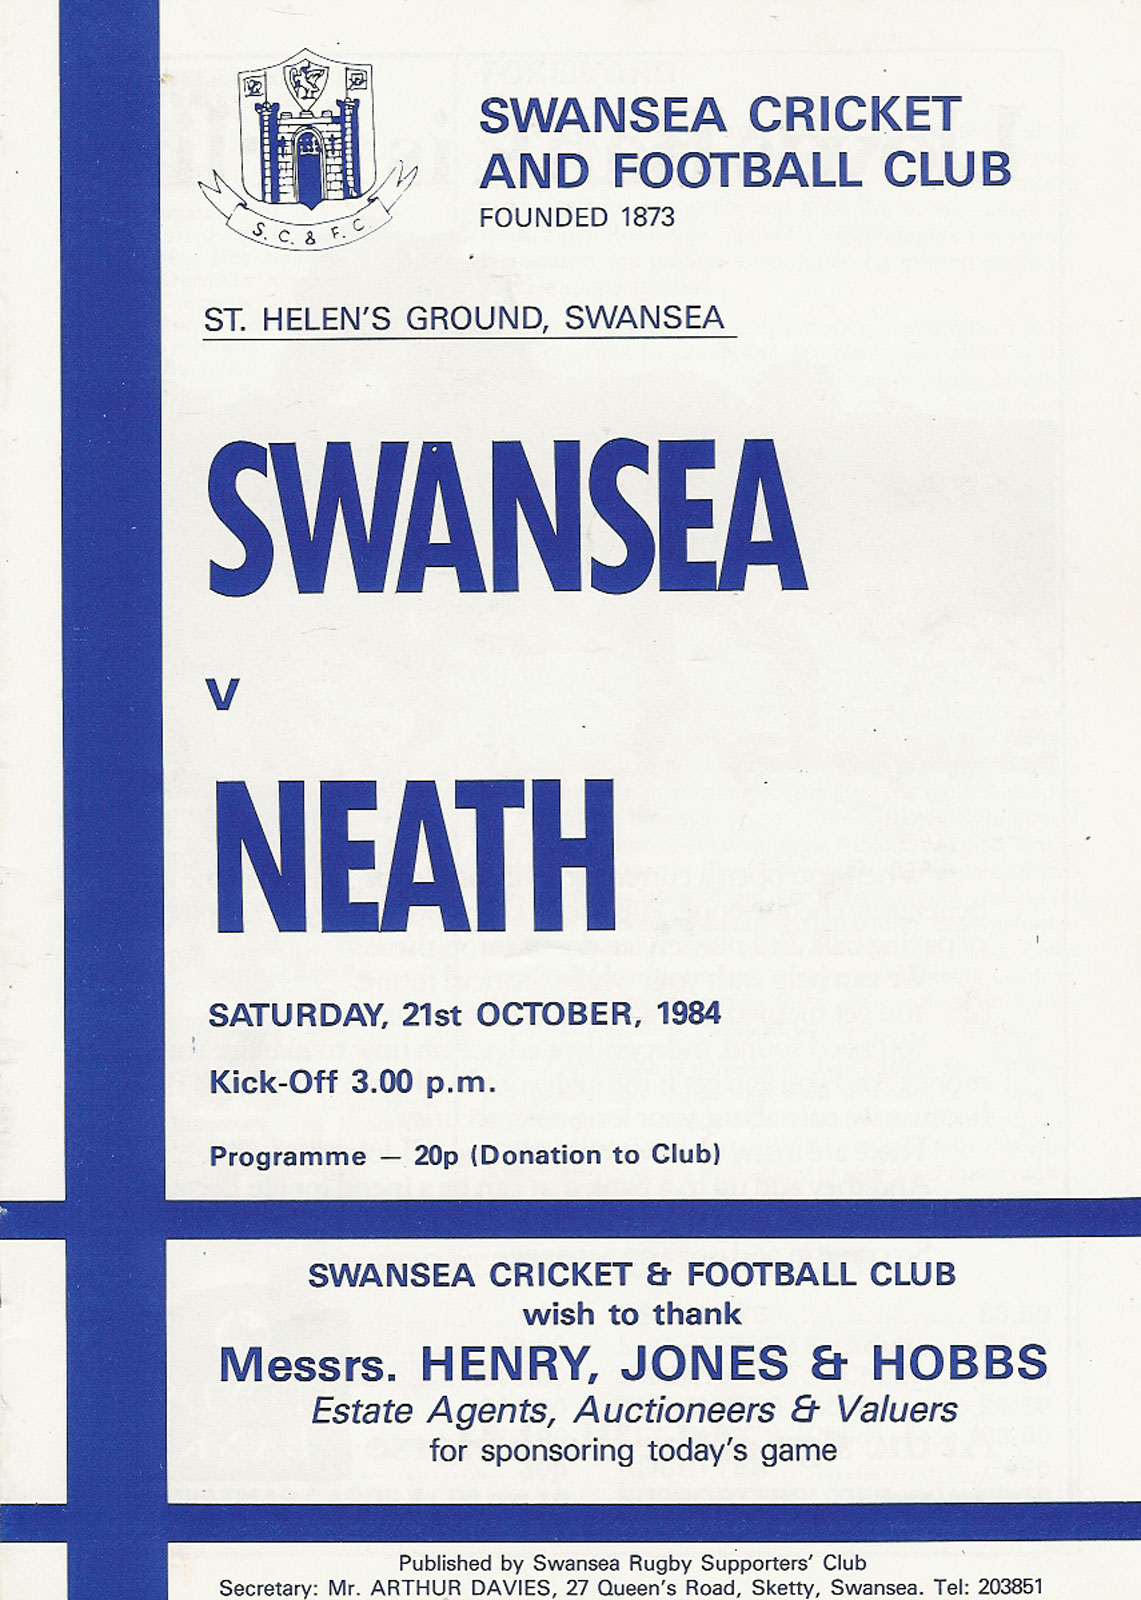 S. C. & F. C.
SWANSEA CRICKET
AND FOOTBALL CLUB
FOUNDED 1873
ST. HELEN'S GROUND, SWANSEA
SWANSEA
v
NEATH
SATURDAY, 21st OCTOBER, 1984
Kick-Off 3.00 p.m.
Programme — 20p (Donation to Club)
SWANSEA CRICKET & FOOTBALL CLUB
wish to thank
Messrs. HENRY, JONES & HOBBS
Estate Agents, Auctioneers & Valuers
for sponsoring today's game
Published by Swansea Rugby Supporters' Club
Secretary: Mr. ARTHUR DAVIES, 27 Queen's Road, Sketty, Swansea. Tel: 203851